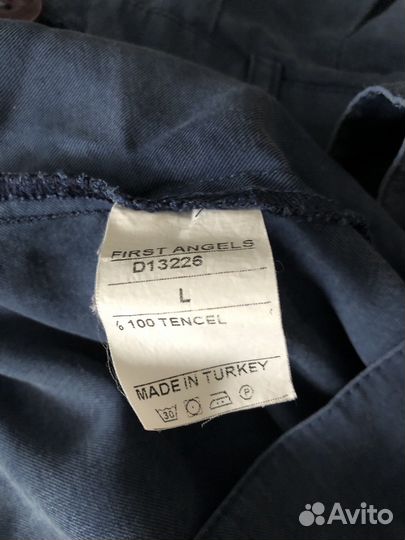 FIRST ANGELS
D13226
L
% 100 TENCEL
MADE IN TURKEY
30 P
Avito